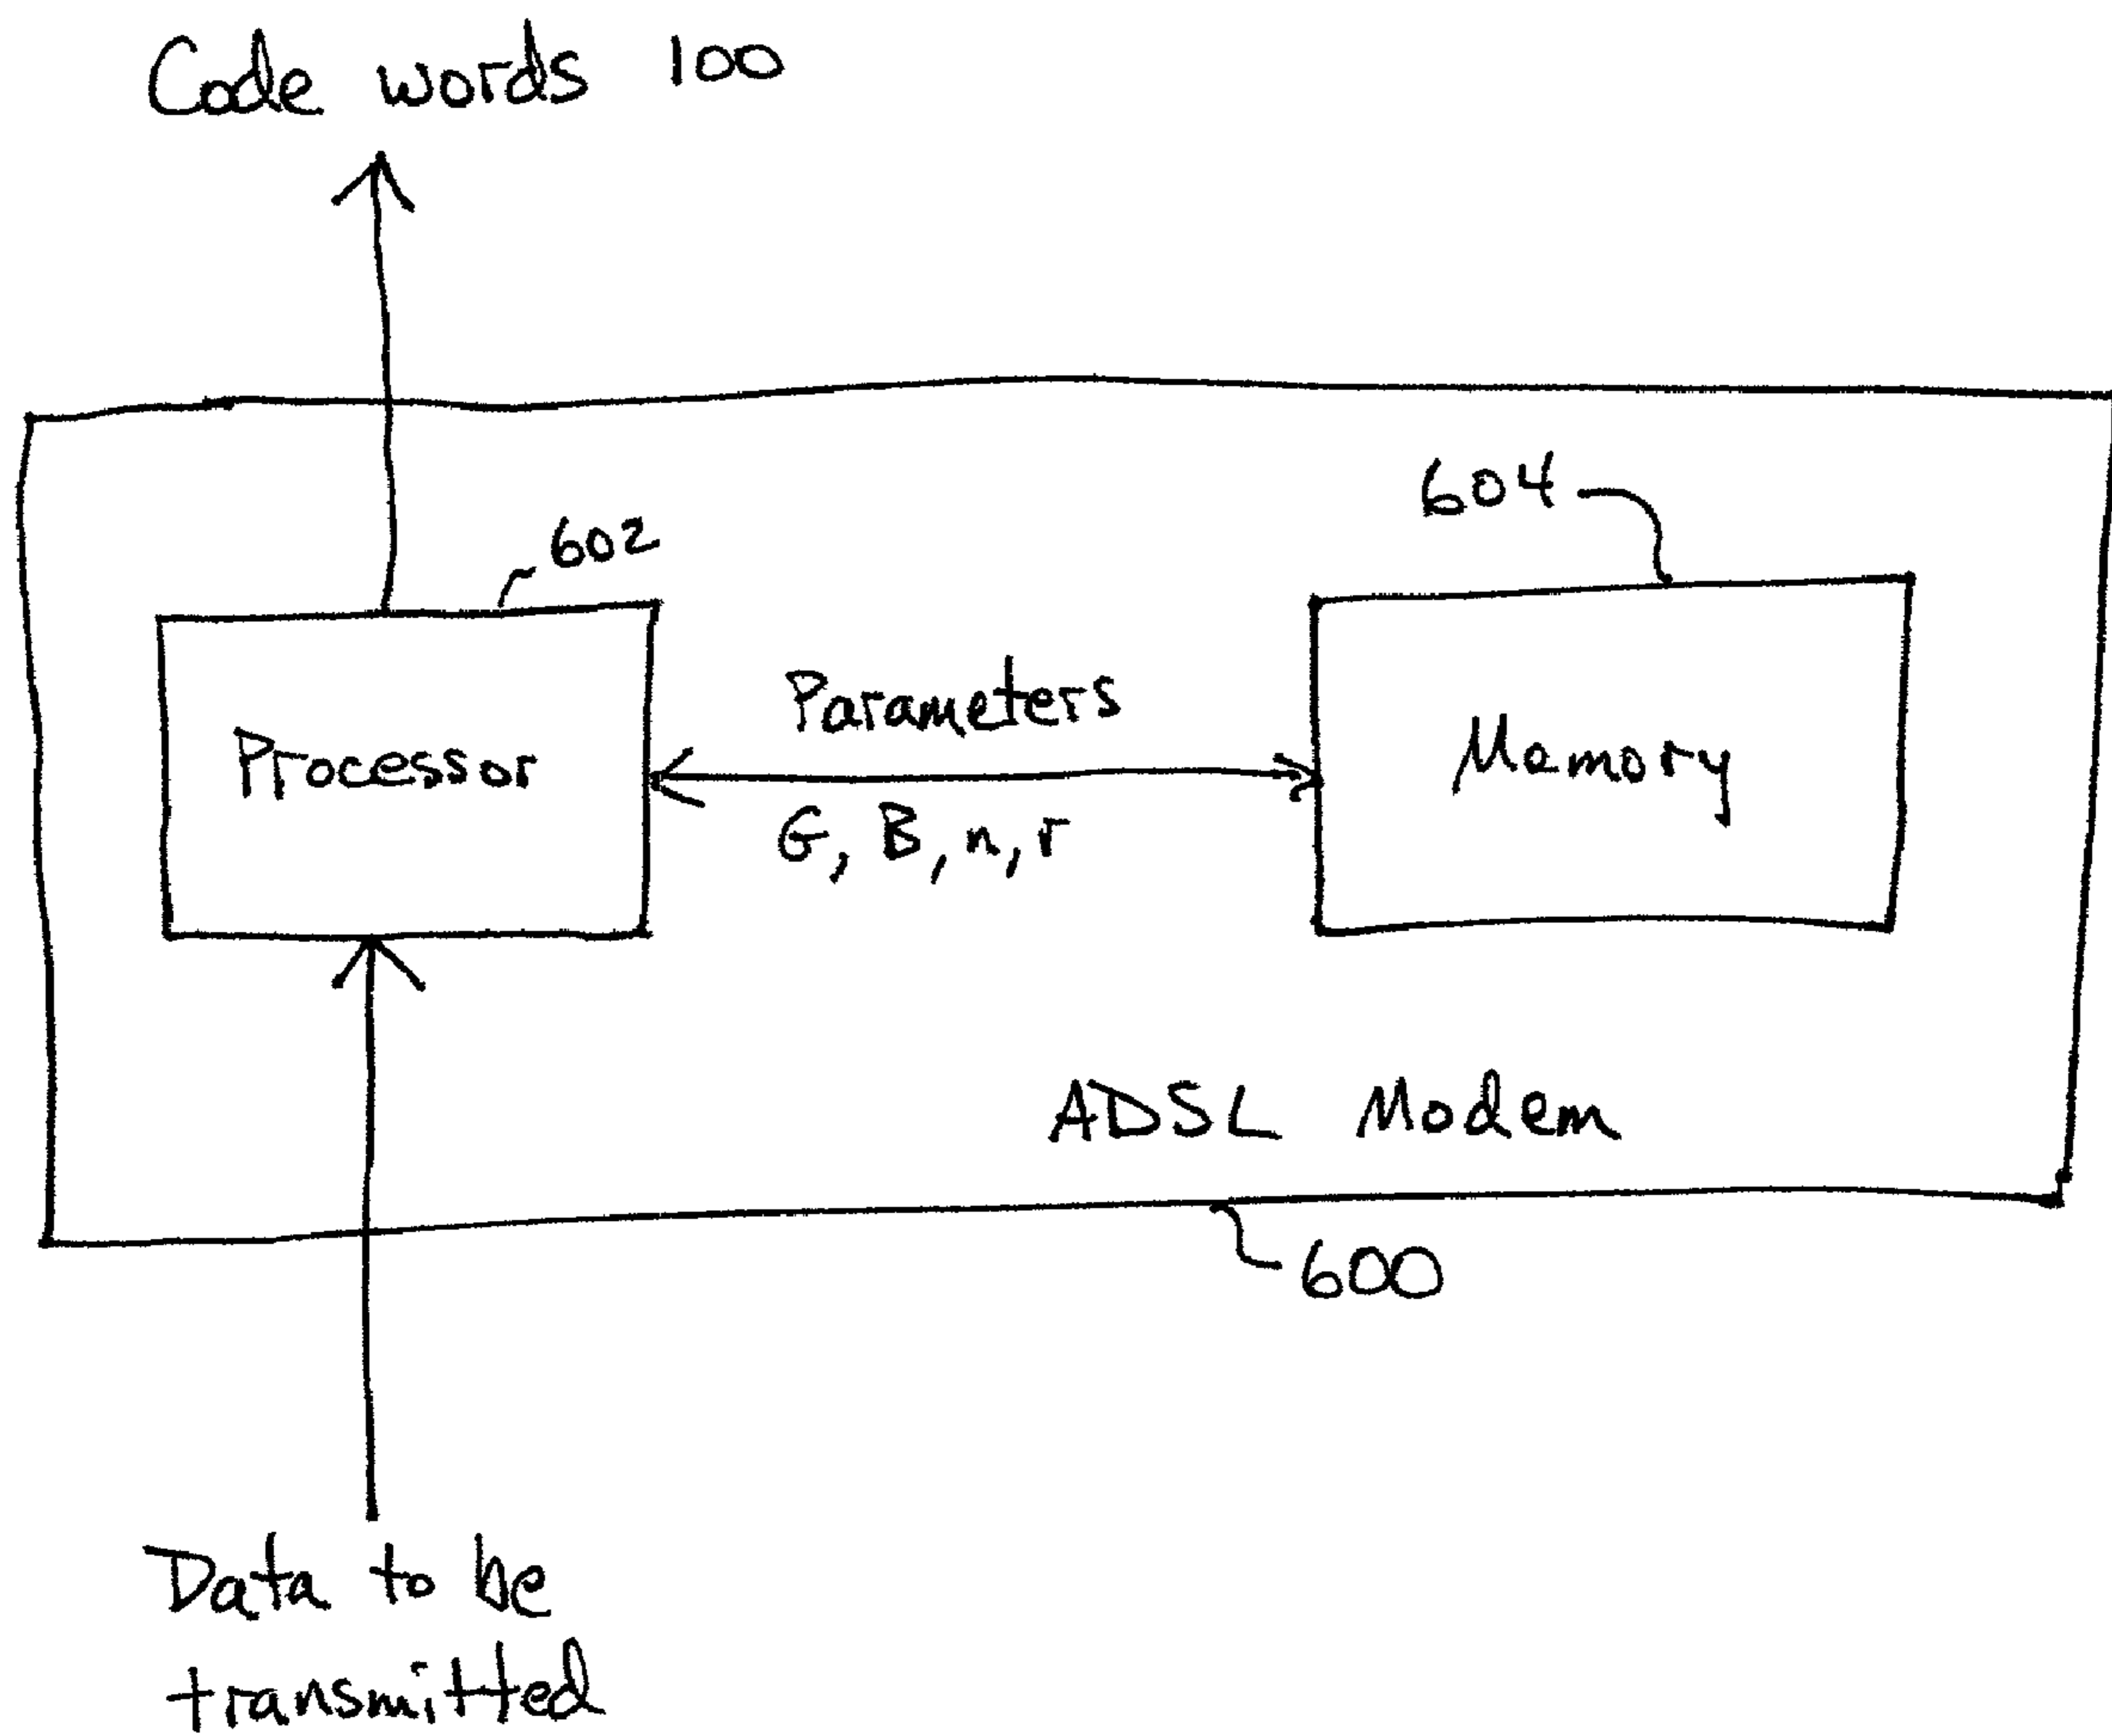 Code words 100
604
602
Parameters
Processor
Memory
G, B, n, r
ADSL Modem
600
Data to be
transmitted